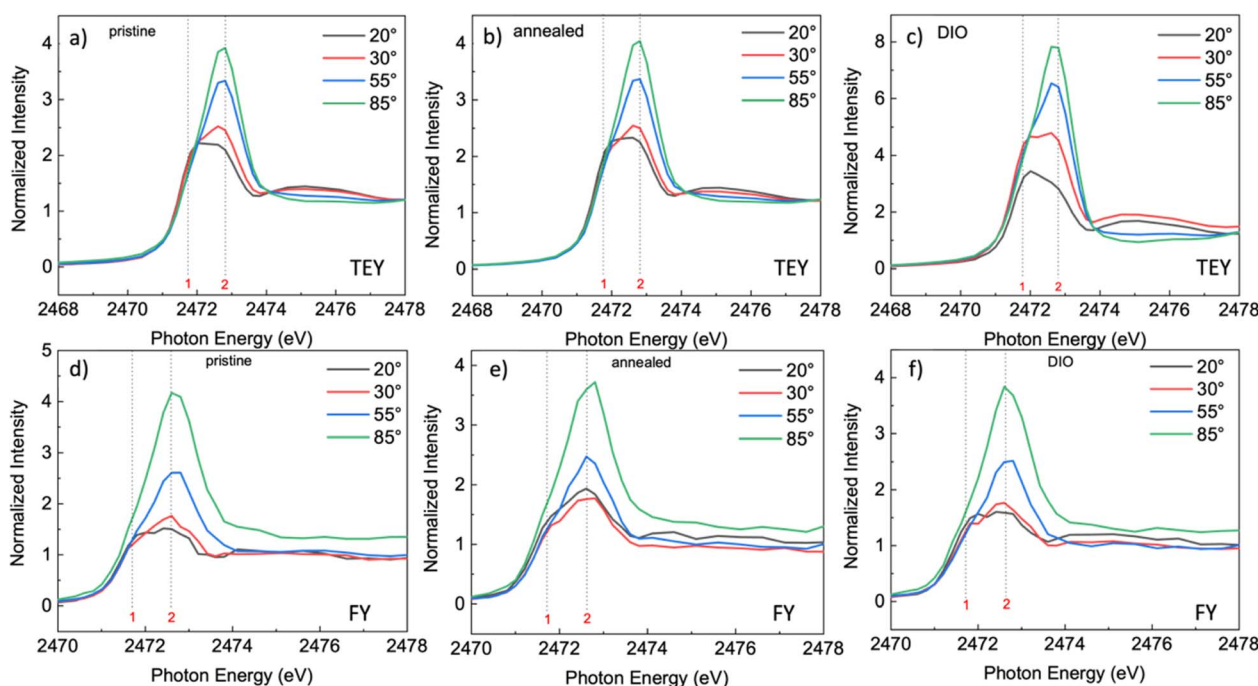 a) pristine
20°
30°
55°
85°
Normalized Intensity
4
3
2
1
0
TEY
1 2
2468 2470 2472 2474 2476 2478
Photon Energy (eV)
b) annealed
20°
30°
55°
85°
Normalized Intensity
4
3
2
1
0
TEY
1 2
2468 2470 2472 2474 2476 2478
Photon Energy (eV)
c) DIO
20°
30°
55°
85°
Normalized Intensity
8
6
4
2
0
TEY
1 2
2468 2470 2472 2474 2476 2478
Photon Energy (eV)
d) pristine
20°
30°
55°
85°
Normalized Intensity
5
4
3
2
1
0
FY
1 2
2470 2472 2474 2476 2478
Photon Energy (eV)
e) annealed
20°
30°
55°
85°
Normalized Intensity
4
3
2
1
0
FY
1 2
2470 2472 2474 2476 2478
Photon Energy (eV)
f) DIO
20°
30°
55°
85°
Normalized Intensity
4
3
2
1
0
FY
1 2
2470 2472 2474 2476 2478
Photon Energy (eV)